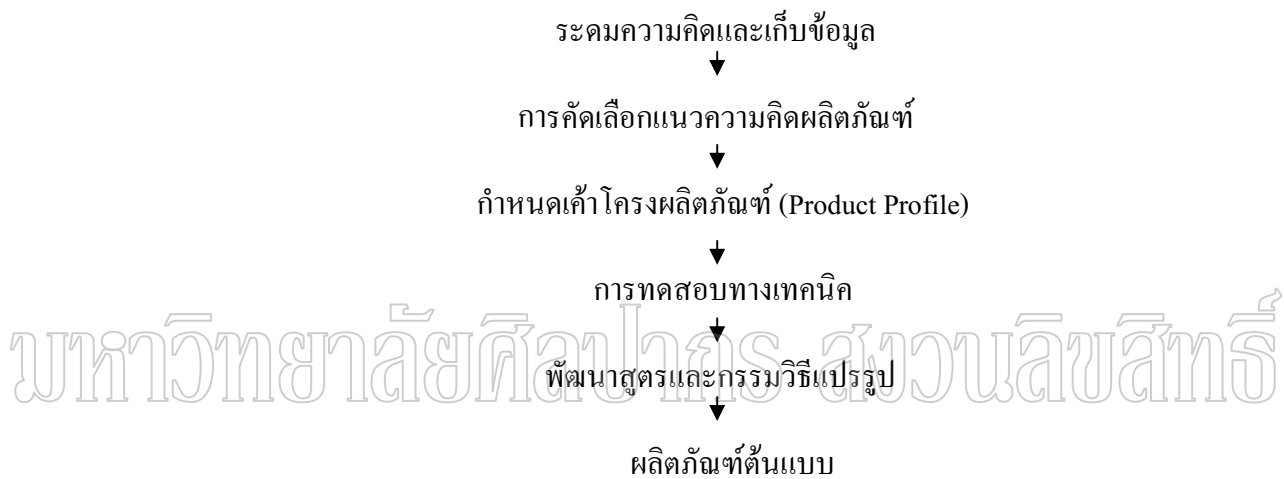 ระดมความคิดและเก็บข้อมูล
การคัดเลือกแนวความคิดผลิตภัณฑ์
กำหนดเค้าโครงผลิตภัณฑ์ (Product Profile)
การทดสอบทางเทคนิค
มหาวิทยาลัยศิลปากร สงวนลิขสิทธิ์
พัฒนาสูตรและกรรมวิธีแปรรูป
ผลิตภัณฑ์ต้นแบบ